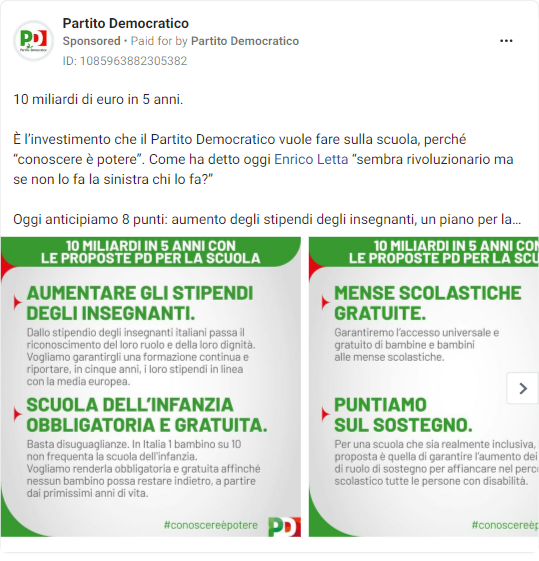 Partito Democratico
Sponsored • Paid for by Partito Democratico
ID: 1085963882305382
10 miliardi di euro in 5 anni.
È l’investimento che il Partito Democratico vuole fare sulla scuola, perché
“conoscere è potere”. Come ha detto oggi Enrico Letta “sembra rivoluzionario ma
se non lo fa la sinistra chi lo fa?”
Oggi anticipiamo 8 punti: aumento degli stipendi degli insegnanti, un piano per la...
10 MILIARDI IN 5 ANNI CON
LE PROPOSTE PD PER LA SCUOLA
AUMENTARE GLI STIPENDI
DEGLI INSEGNANTI.
Dallo stipendio degli insegnanti italiani passa il
riconoscimento del loro ruolo e della loro dignità.
Vogliamo garantirgli una formazione continua e
riportare, in cinque anni, i loro stipendi in linea
con la media europea.
SCUOLA DELL’INFANZIA
OBBLIGATORIA E GRATUITA.
Basta disuguaglianze. In Italia 1 bambino su 10
non frequenta la scuola dell’infanzia.
Vogliamo renderla obbligatoria e gratuita affinché
nessun bambino possa restare indietro, a partire
dai primissimi anni di vita.
#conoscereèpotere
PD
10 MILIARDI IN 5 ANNI CON
LE PROPOSTE PD PER LA SCU
MENSE SCOLASTICHE
GRATUITE.
Garantiremo l’accesso universale e
gratuito di bambine e bambini
alle mense scolastiche.
PUNTIAMO
SUL SOSTEGNO.
Per una scuola che sia realmente inclusiva,
proposta è quella di garantire l’aumento dei
di ruolo di sostegno per affiancare nel perc
scolastico tutte le persone con disabilità.
#conoscereèp